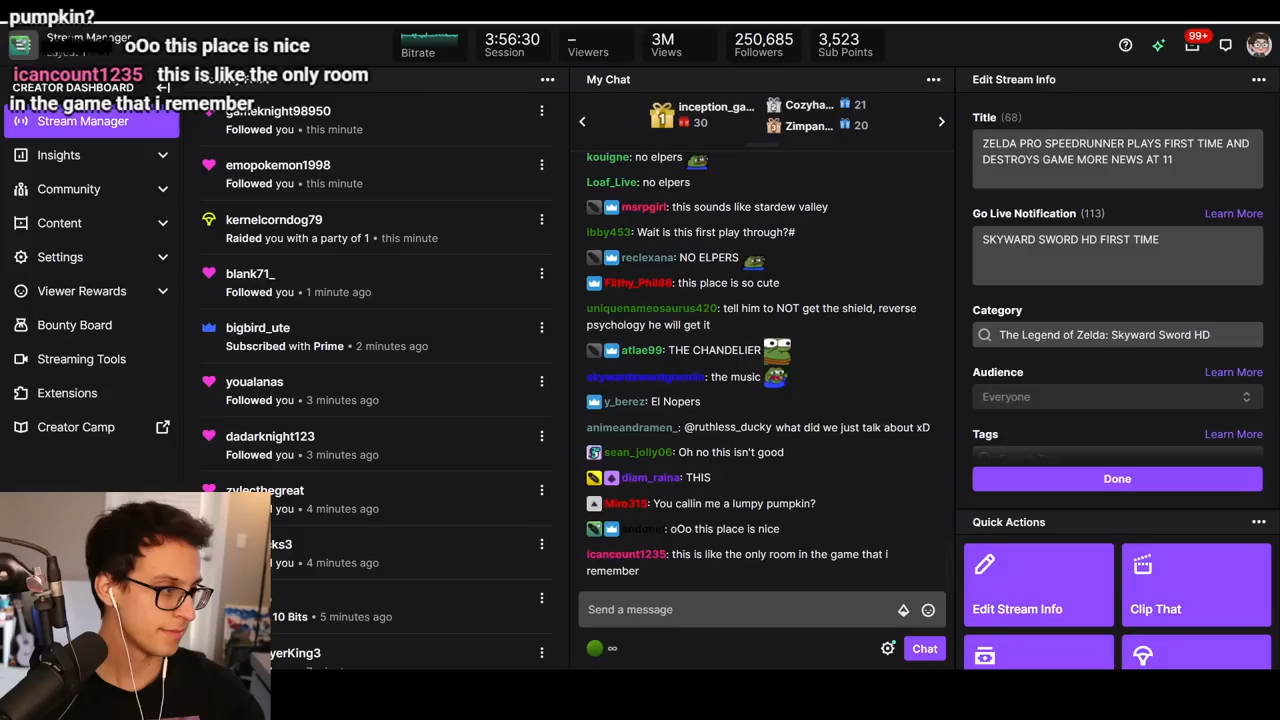 pumpkin?
Stream Manager
oOo this place is nice
icancount1235 this is like the only room
in the game that i remember
CREATOR DASHBOARD
Stream Manager
Insights
Community
Content
Settings
Viewer Rewards
Bounty Board
Streaming Tools
Extensions
Creator Camp
Bitrate
3:56:30
Session
–
Viewers
3M
Views
250,685
Followers
3,523
Sub Points
99+
gameknight98950
Followed you • this minute
emopokemon1998
Followed you • this minute
kernelcorndog79
Raided you with a party of 1 • this minute
blank71_
Followed you • 1 minute ago
bigbird_ute
Subscribed with Prime • 2 minutes ago
youalanas
Followed you • 3 minutes ago
dadarknight123
Followed you • 3 minutes ago
zylecthegreat
4 minutes ago
ks3
4 minutes ago
10 Bits • 5 minutes ago
yerKing3
My Chat
1
inception_ga...
30
2
Cozyha...
21
3
Zimpan...
20
kouigne: no elpers
Loaf_Live: no elpers
msrpgirl: this sounds like stardew valley
ibby453: Wait is this first play through?#
reclexana: NO ELPERS
Filthy_Phil88: this place is so cute
uniquenameosaurus420: tell him to NOT get the shield, reverse
psychology he will get it
atlae99: THE CHANDELIER
skywardswordgremlin: the music
y_berez: El Nopers
animeandramen_: @ruthless_ducky what did we just talk about xD
sean_jolly06: Oh no this isn't good
diam_raina: THIS
Miro315: You callin me a lumpy pumpkin?
oOo this place is nice
icancount1235: this is like the only room in the game that i
remember
Send a message
∞
Chat
Edit Stream Info
Title (68)
ZELDA PRO SPEEDRUNNER PLAYS FIRST TIME AND
DESTROYS GAME MORE NEWS AT 11
Go Live Notification (113)
Learn More
SKYWARD SWORD HD FIRST TIME
Category
The Legend of Zelda: Skyward Sword HD
Audience
Learn More
Everyone
Tags
Learn More
Done
Quick Actions
Edit Stream Info
Clip That